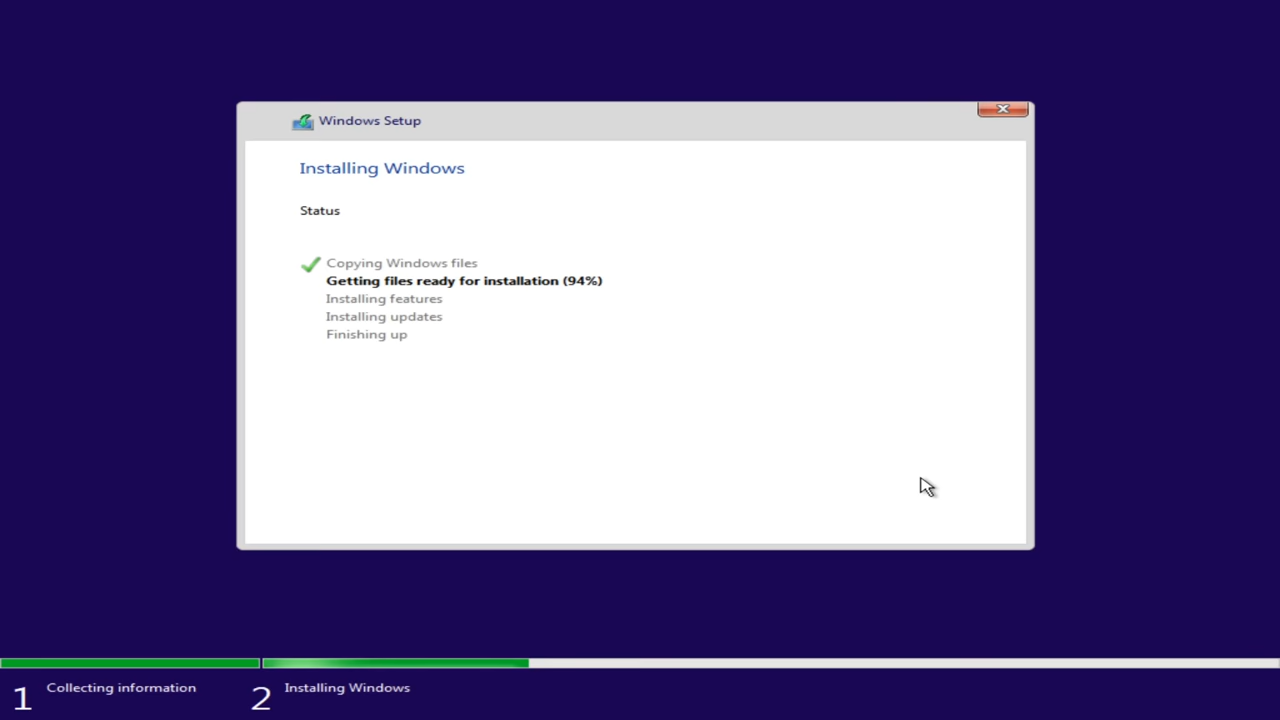 Windows Setup
Installing Windows
Status
Copying Windows files
Getting files ready for installation (94%)
Installing features
Installing updates
Finishing up
1 Collecting information
2 Installing Windows